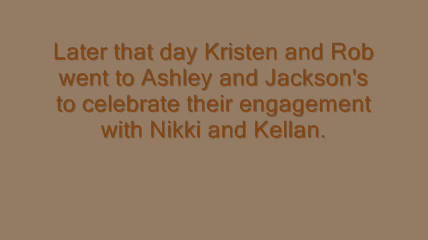 Later that day Kristen and Rob
went to Ashley and Jackson's
to celebrate their engagement
with Nikki and Kellan.